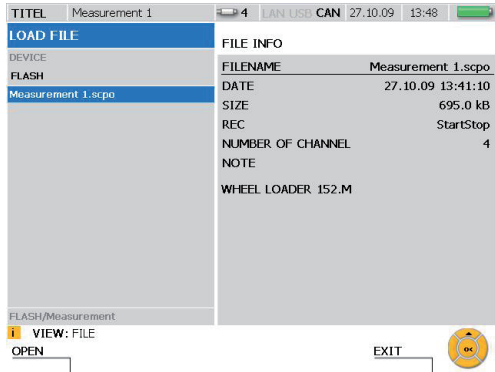 TITEL Measurement 1 4 LAN USB CAN 27.10.09 13:48
LOAD FILE
DEVICE
FLASH
Measurement 1.scpo
FLASH/Measurement
FILE INFO
FILENAME Measurement 1.scpo
DATE 27.10.09 13:41:10
SIZE 695.0 kB
REC StartStop
NUMBER OF CHANNEL 4
NOTE
WHEEL LOADER 152.M
i VIEW: FILE
OPEN EXIT OK